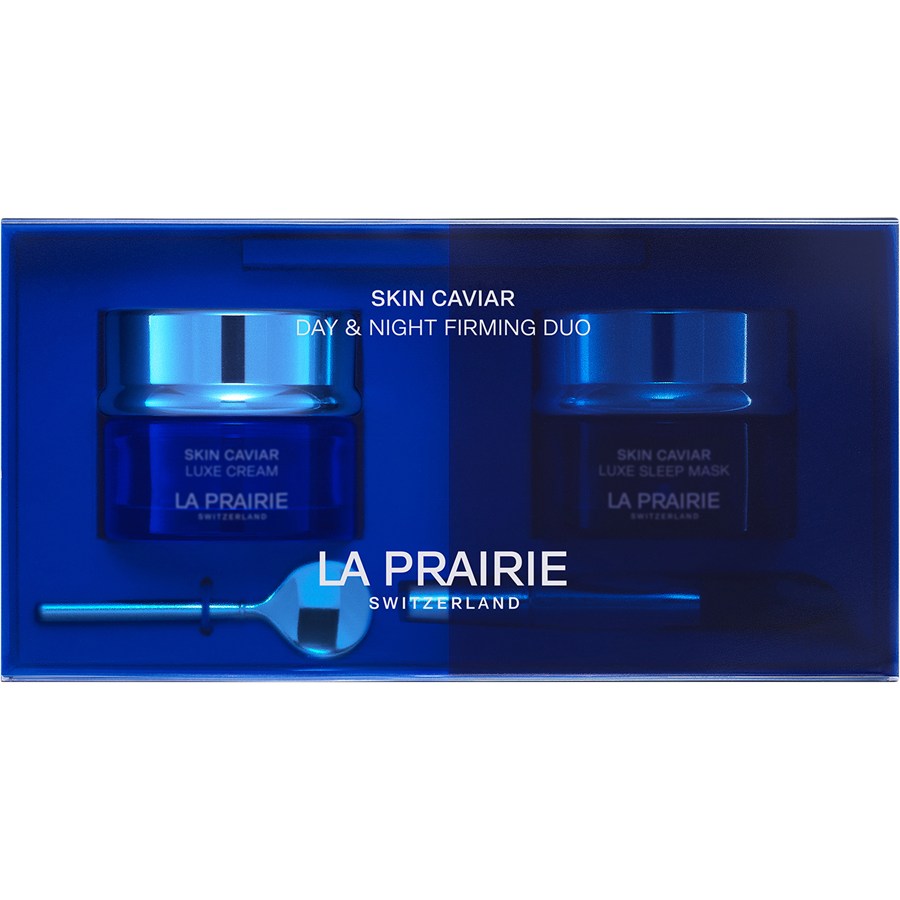 SKIN CAVIAR
DAY & NIGHT FIRMING DUO
SKIN CAVIAR
LUXE CREAM
LA PRAIRIE
SWITZERLAND
SKIN CAVIAR
LUXE SLEEP MASK
LA PRAIRIE
SWITZERLAND
LA PRAIRIE
SWITZERLAND